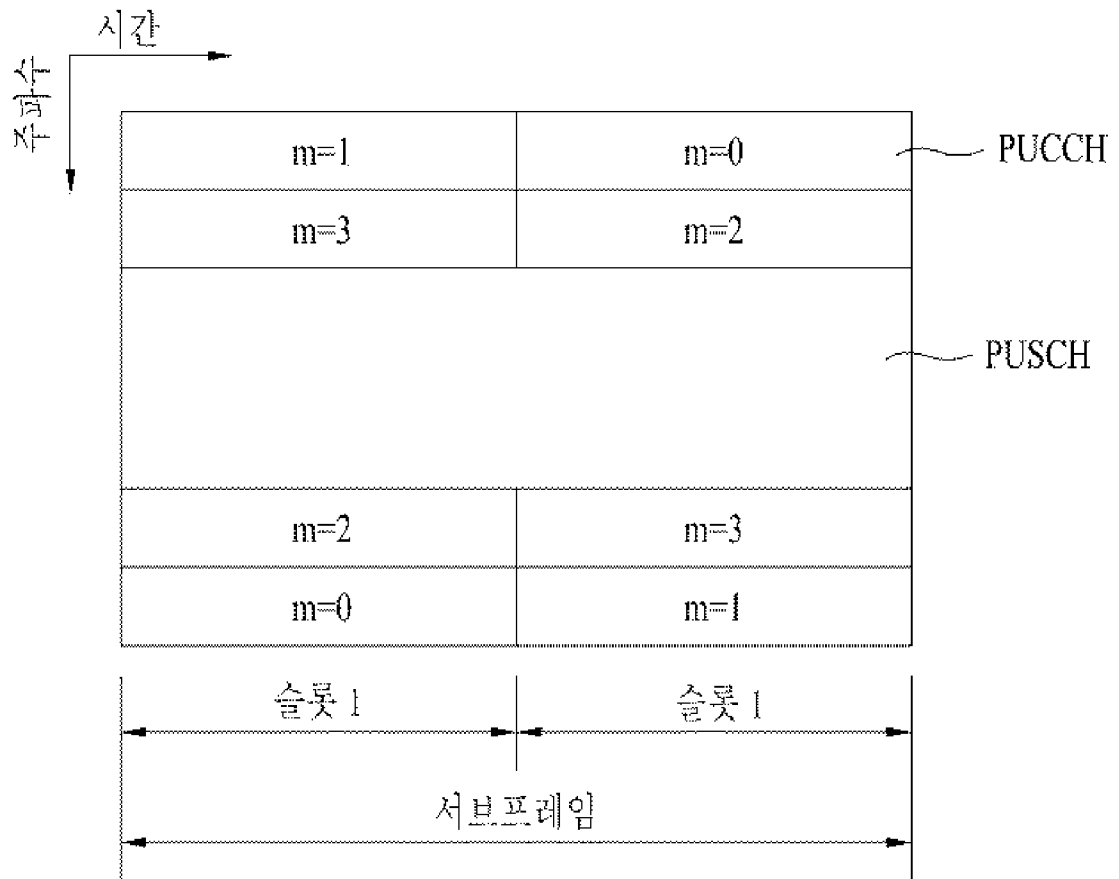 시간
주파수
m=1 m=0 PUCCH
m=3 m=2
PUSCH
m=2 m=3
m=0 m=1
슬롯 1 슬롯 1
서브프레임